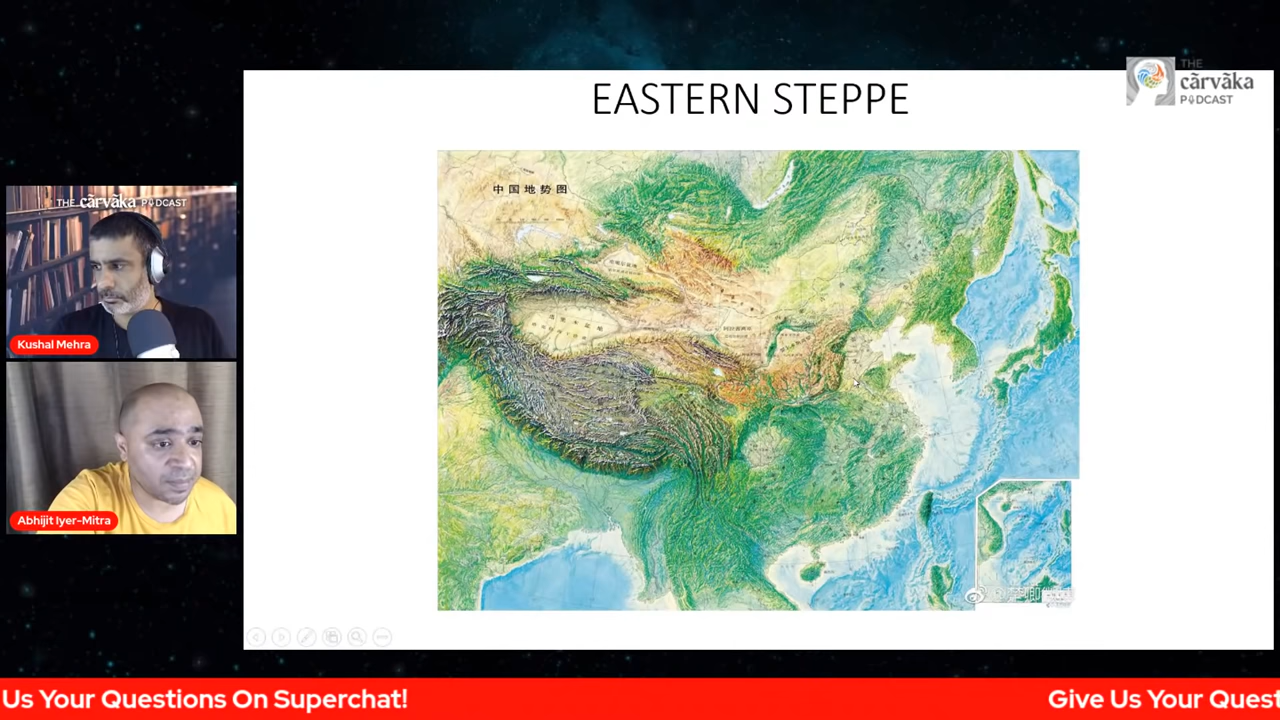 EASTERN STEPPE
THE
cārvāka
PODCAST
中国地势图
THE cārvāka PODCAST
Kushal Mehra
Abhijit Iyer-Mitra
Us Your Questions On Superchat!
Give Us Your Quest